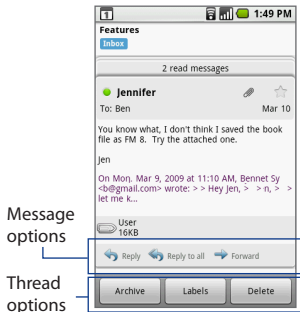 1
1:49 PM
Features
Inbox
2 read messages
Jennifer
To: Ben
Mar 10
You know what, I don't think I saved the book
file as FM 8. Try the attached one.
Jen
On Mon, Mar 9, 2009 at 11:10 AM, Bennet Sy
<b@gmail.com> wrote: > > Hey Jen, > > n, > >
let me k...
User
16KB
Message
options
Reply
Reply to all
Forward
Thread
options
Archive
Labels
Delete